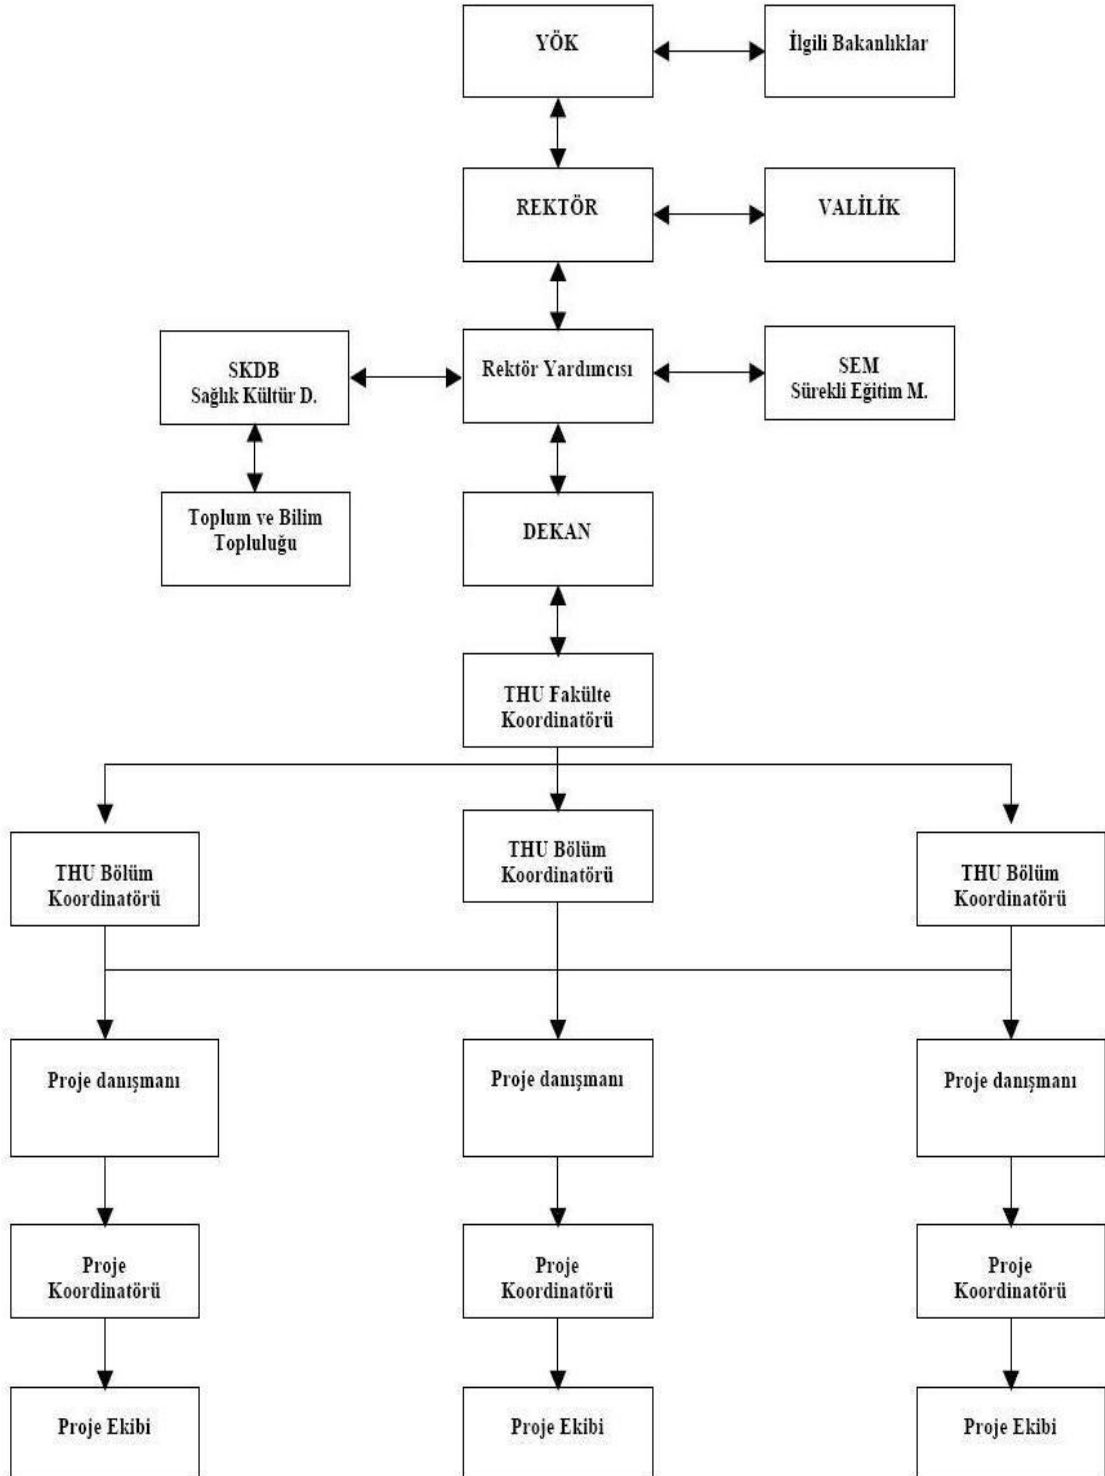 YÖK
İlgili Bakanlıklar
REKTÖR
VALİLİK
SKDB
Sağlık Kültür D.
Rektör Yardımcısı
SEM
Sürekli Eğitim M.
Toplum ve Bilim
Topluluğu
DEKAN
THU Fakülte
Koordinatörü
THU Bölüm
Koordinatörü
THU Bölüm
Koordinatörü
THU Bölüm
Koordinatörü
Proje danışmanı
Proje danışmanı
Proje danışmanı
Proje
Koordinatörü
Proje
Koordinatörü
Proje
Koordinatörü
Proje Ekibi
Proje Ekibi
Proje Ekibi